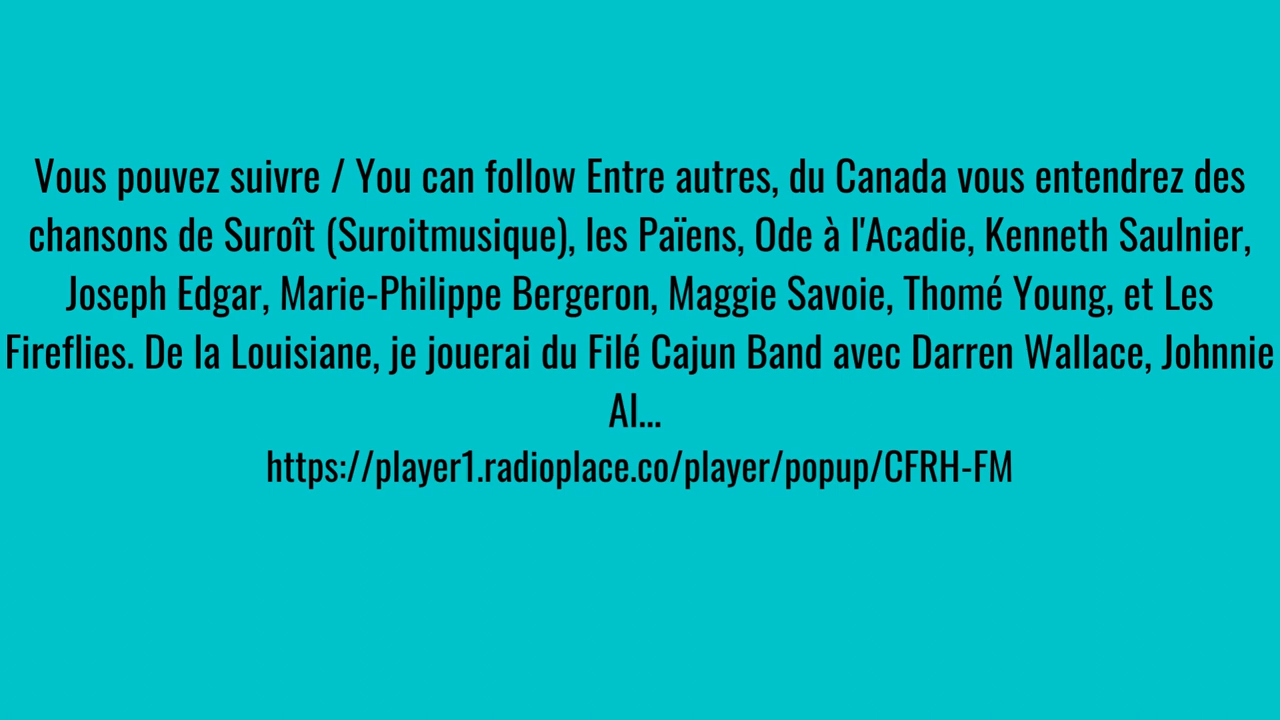 Vous pouvez suivre / You can follow Entre autres, du Canada vous entendrez des
chansons de Suroît (Suroitmusique), les Païens, Ode à l'Acadie, Kenneth Saulnier,
Joseph Edgar, Marie-Philippe Bergeron, Maggie Savoie, Thomé Young, et Les
Fireflies. De la Louisiane, je jouerai du Filé Cajun Band avec Darren Wallace, Johnnie
Al...
https://player1.radioplace.co/player/popup/CFRH-FM